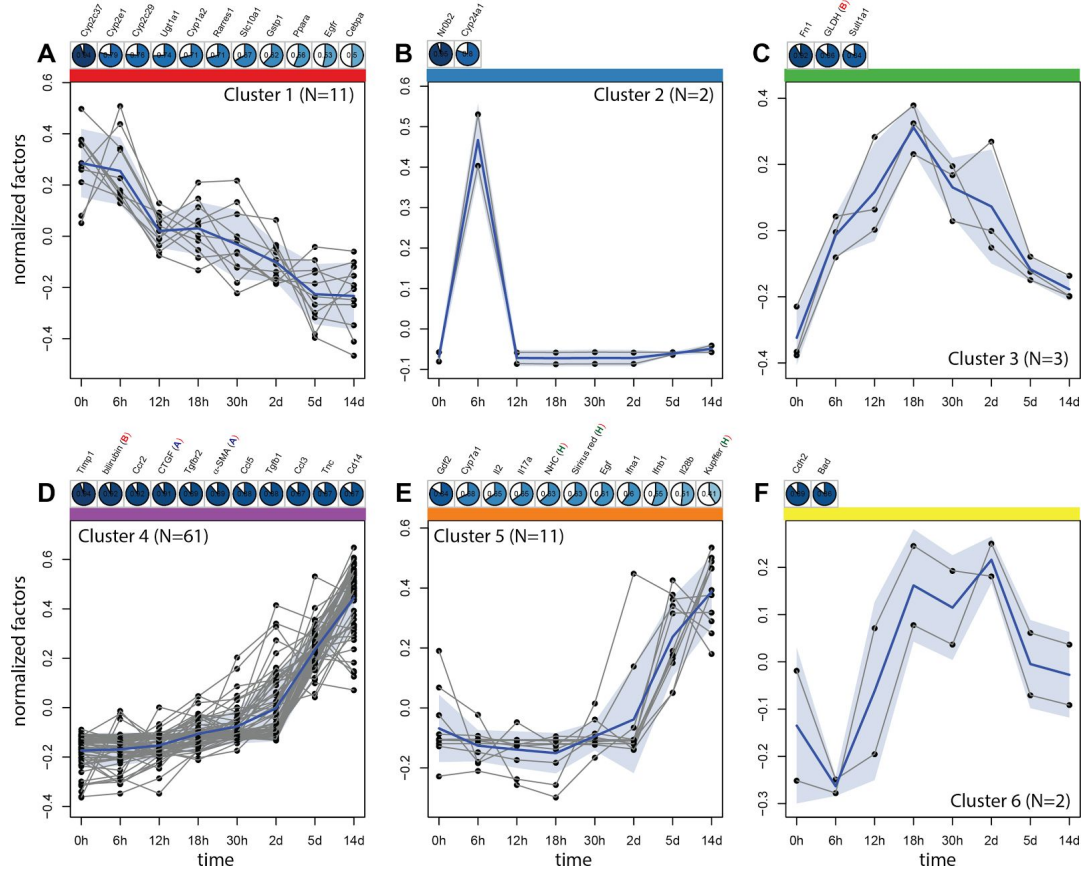 Cyp2c37 Cyp2e1 Cyp2c29 Ugt1a1 Cyp1a2 Rarres1 Slc10a1 Gstp1 Ppara Egfr Cebpa
A
Cluster 1 (N=11)
normalized factors
0.6
0.4
0.2
0.0
−0.2
−0.4
0h 6h 12h 18h 30h 2d 5d 14d
Nr0b2 Cyp24a1
B
Cluster 2 (N=2)
0.6
0.5
0.4
0.3
0.2
0.1
0.0
−0.1
0h 6h 12h 18h 30h 2d 5d 14d
Fn1 GLDH (B) Sult1a1
C
0.4
0.2
0.0
−0.2
−0.4
Cluster 3 (N=3)
0h 6h 12h 18h 30h 2d 5d 14d
Timp1 bilirubin (B) Ccr2 CTGF (A) Tgfbr2 α-SMA (A) Ccl5 Tgfb1 Ccl3 Tnc Cd14
D
Cluster 4 (N=61)
normalized factors
0.6
0.4
0.2
0.0
−0.2
−0.4
0h 6h 12h 18h 30h 2d 5d 14d
time
Gdf2 Cyp7a1 Il2 Il17a NHC (H) Sirirus red (H) Egf Ifna1 Ifnb1 Il28b Kupffer (H)
E
Cluster 5 (N=11)
0.6
0.4
0.2
0.0
−0.2
0h 6h 12h 18h 30h 2d 5d 14d
time
Cdh2 Bad
F
0.2
0.1
0.0
−0.1
−0.2
−0.3
Cluster 6 (N=2)
0h 6h 12h 18h 30h 2d 5d 14d
time